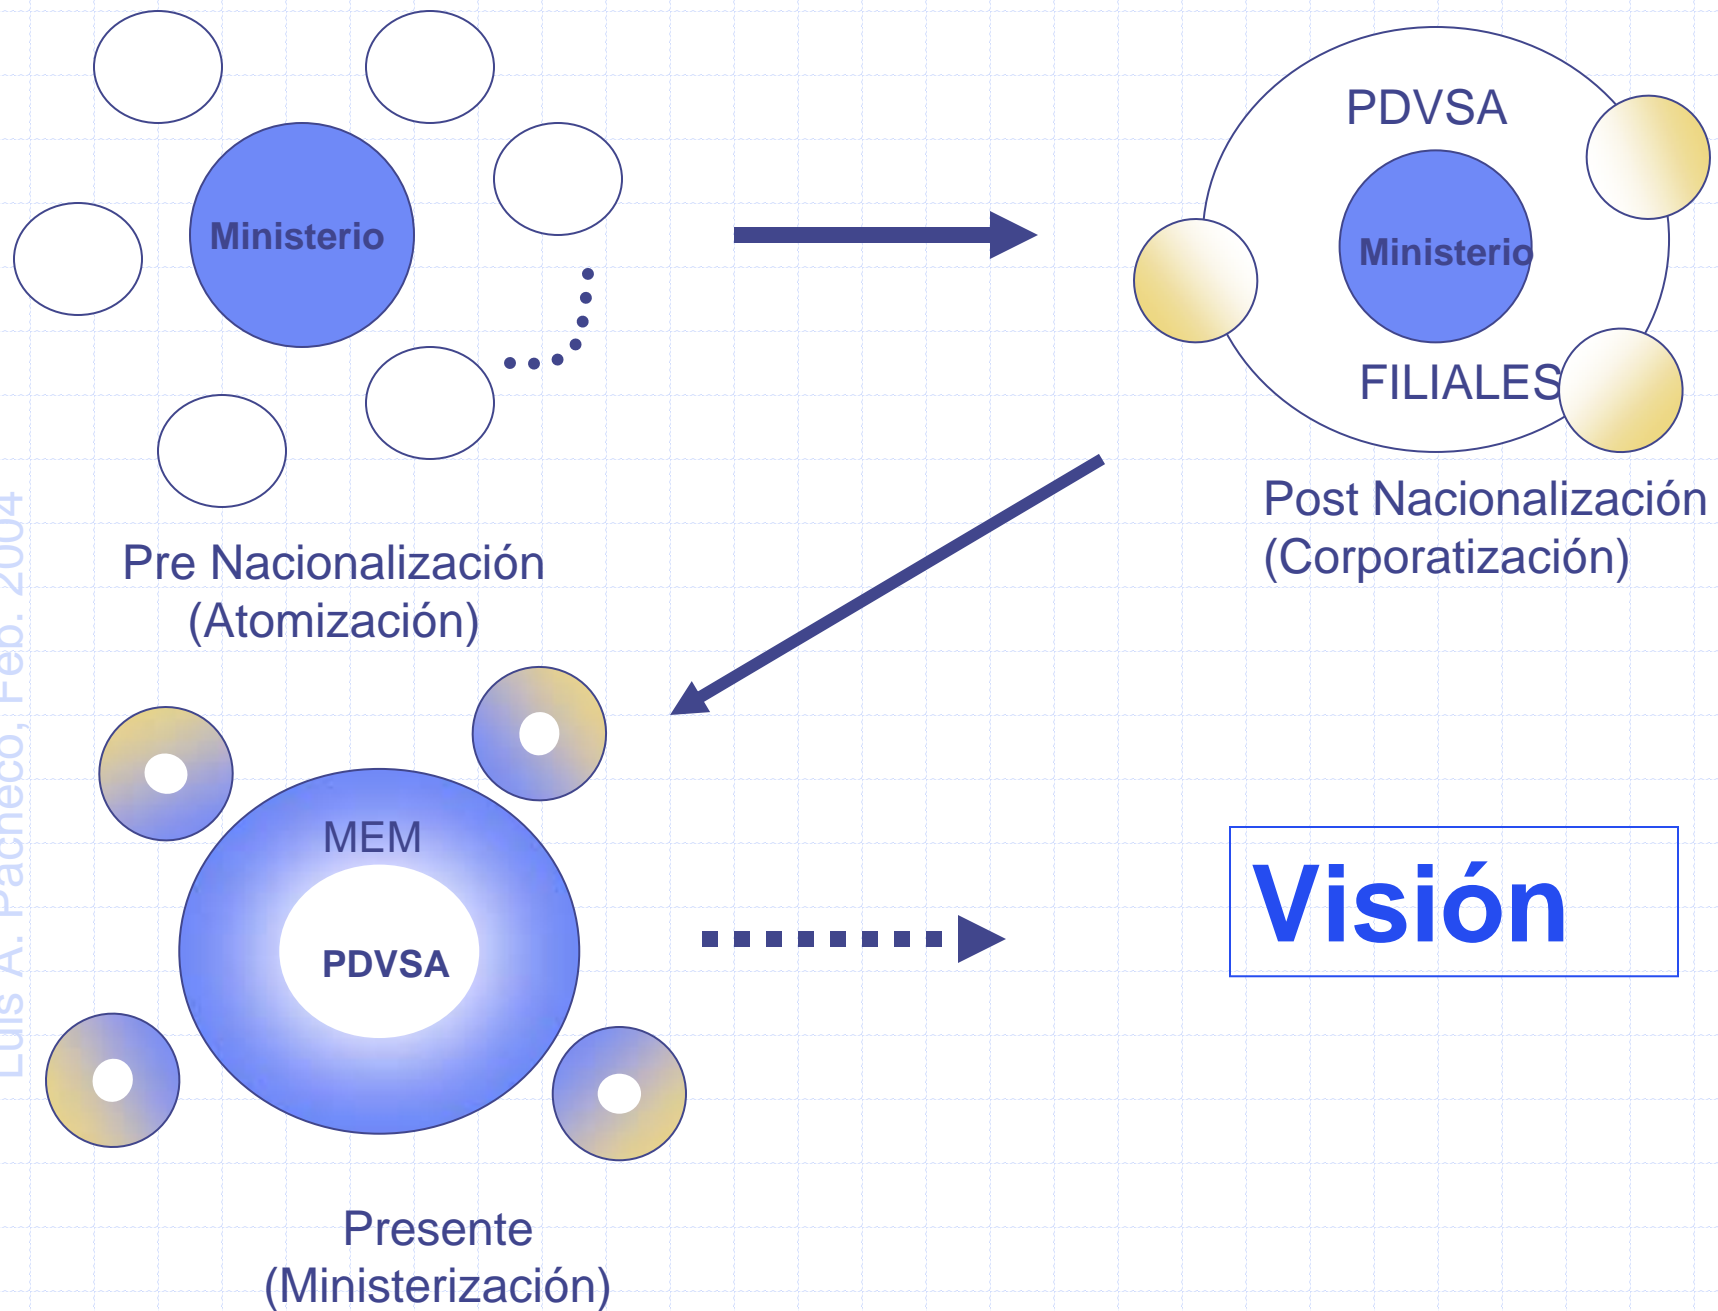 Ministerio
PDVSA
Ministerio
FILIALES
Pre Nacionalización
(Atomización)
Post Nacionalización
(Corporatización)
MEM
PDVSA
Visión
Presente
(Ministerización)
Luis A. Pacheco, Feb. 2004